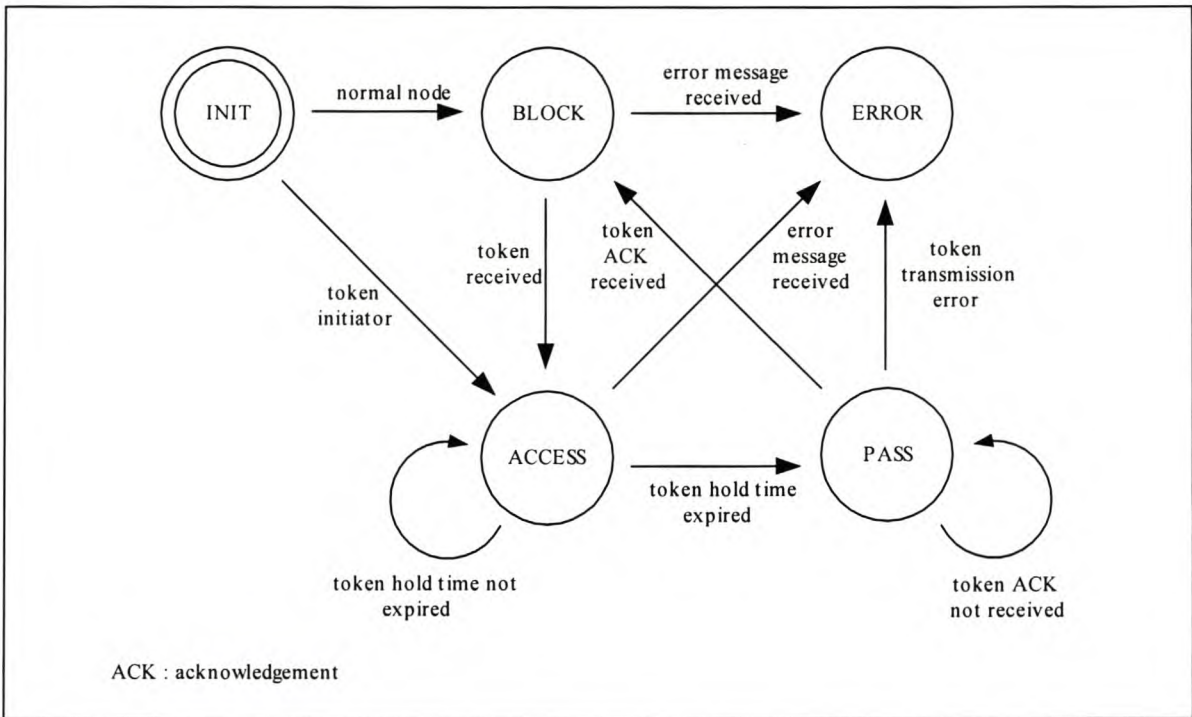 INIT
normal node
BLOCK
error message
received
ERROR
token
initiator
token
received
token
ACK
received
error
message
received
token
transmission
error
ACCESS
token hold time
expired
PASS
token hold time not
expired
token ACK
not received
ACK : acknowledgement